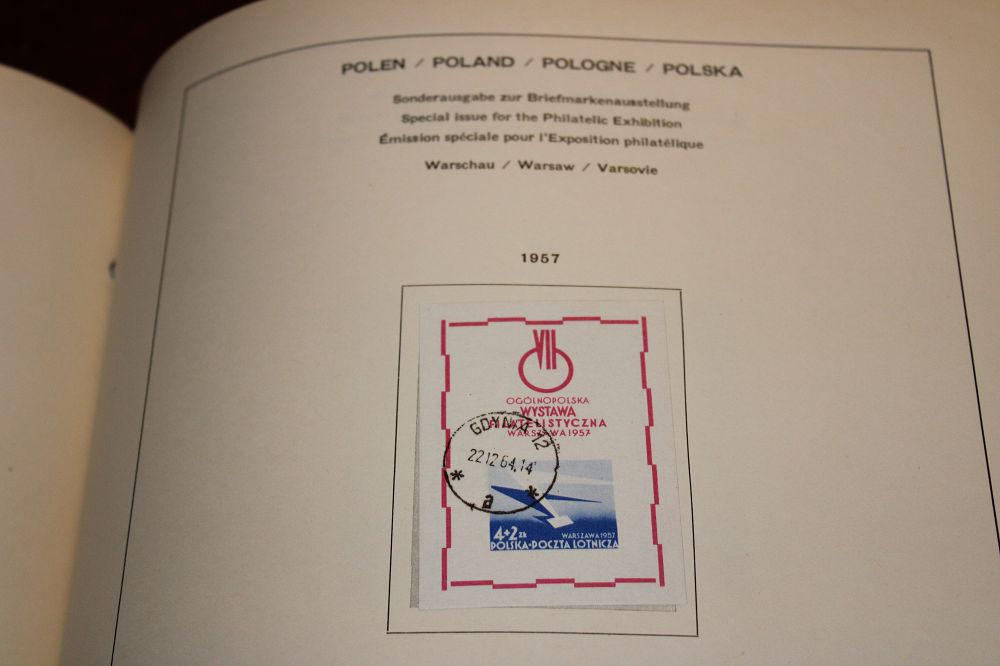 POLEN / POLAND / POLOGNE / POLSKA
Sonderausgabe zur Briefmarkenausstellung
Special issue for the Philatelic Exhibition
Émission spéciale pour l'Exposition philatélique
Warschau / Warsaw / Varsovie
1957
VII
OGÓLNOPOLSKA
WYSTAWA
FILATELISTYCZNA
WARSZAWA 1957
GDYNIA 12
22.12.64.14
* a *
4+2 zł
WARSZAWA 1957
POLSKA·POCZTA LOTNICZA